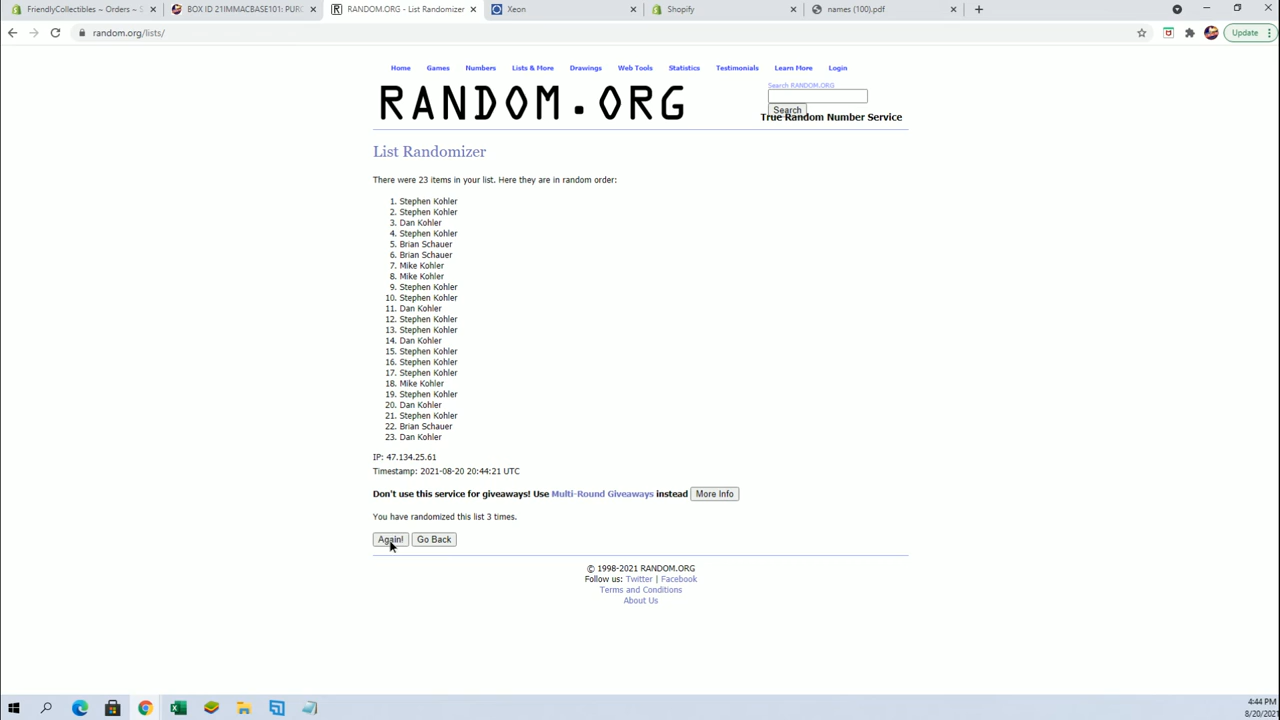 FriendlyCollectibles ~ Orders ~ S
BOX ID 21IMMACBASE101: PURC
RANDOM.ORG - List Randomizer
Xeon
Shopify
names (100).pdf
random.org/lists/
Update
Home Games Numbers Lists & More Drawings Web Tools Statistics Testimonials Learn More Login
Search RANDOM.ORG
RANDOM.ORG
Search
True Random Number Service
List Randomizer
There were 23 items in your list. Here they are in random order:
1. Stephen Kohler
2. Stephen Kohler
3. Dan Kohler
4. Stephen Kohler
5. Brian Schauer
6. Brian Schauer
7. Mike Kohler
8. Mike Kohler
9. Stephen Kohler
10. Stephen Kohler
11. Dan Kohler
12. Stephen Kohler
13. Stephen Kohler
14. Dan Kohler
15. Stephen Kohler
16. Stephen Kohler
17. Stephen Kohler
18. Mike Kohler
19. Stephen Kohler
20. Dan Kohler
21. Stephen Kohler
22. Brian Schauer
23. Dan Kohler
IP: 47.134.25.61
Timestamp: 2021-08-20 20:44:21 UTC
Don't use this service for giveaways! Use Multi-Round Giveaways instead More Info
You have randomized this list 3 times.
Again! Go Back
© 1998-2021 RANDOM.ORG
Follow us: Twitter | Facebook
Terms and Conditions
About Us
4:44 PM
8/20/2021